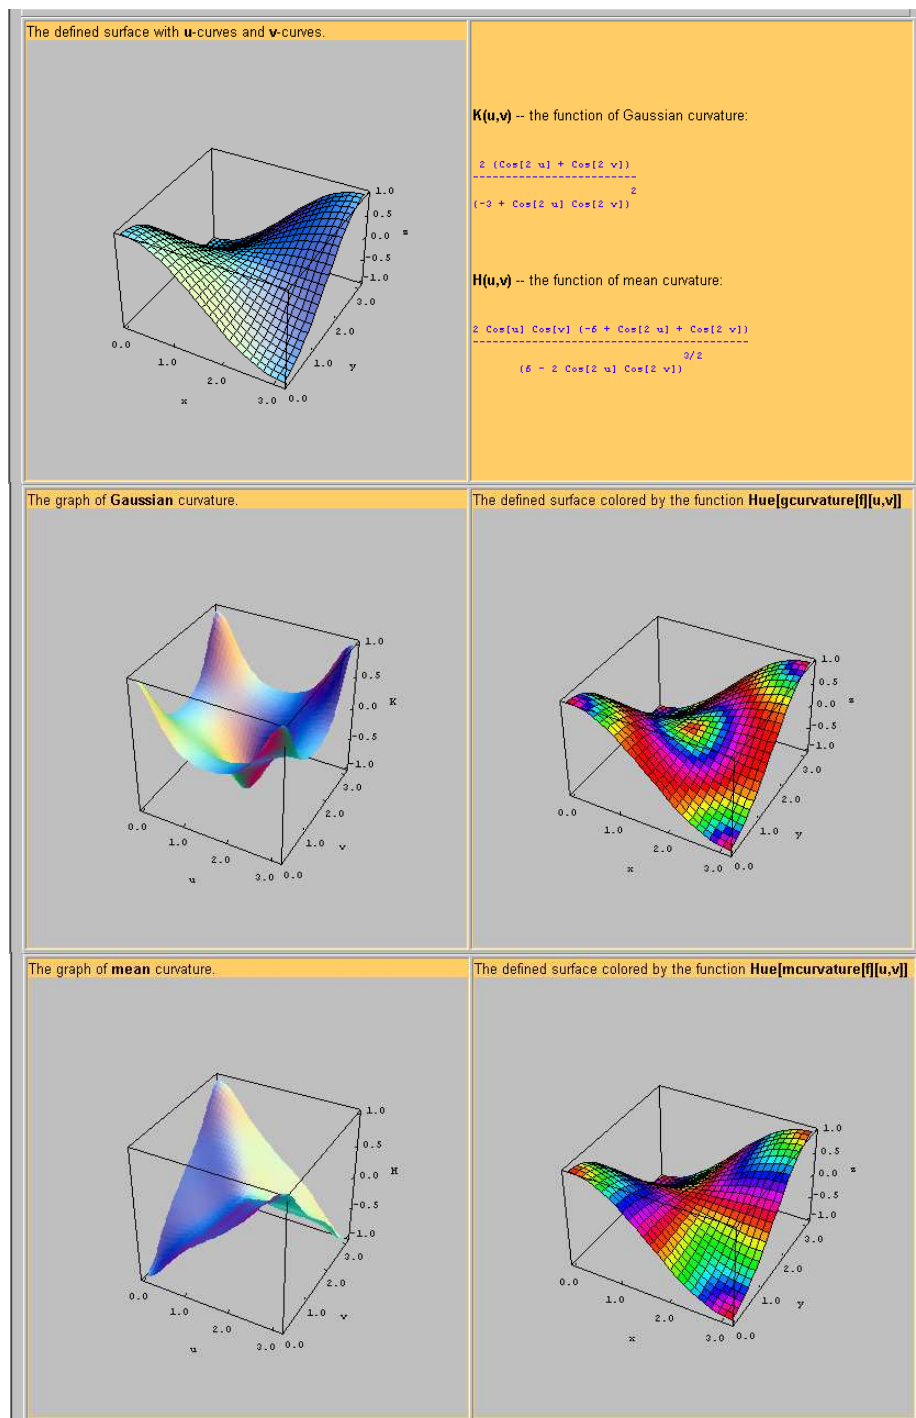 The defined surface with u-curves and v-curves.
1.0
0.5
0.0
-0.5
-1.0
z
3.0
2.0
1.0
0.0
y
0.0
1.0
2.0
3.0
x
K(u,v) -- the function of Gaussian curvature:
2 (Cos[2 u] + Cos[2 v])
-------------------------
2
(-3 + Cos[2 u] Cos[2 v])
H(u,v) -- the function of mean curvature:
2 Cos[u] Cos[v] (-6 + Cos[2 u] + Cos[2 v])
------------------------------------------
3/2
(6 - 2 Cos[2 u] Cos[2 v])
The graph of Gaussian curvature.
1.0
0.5
0.0
-0.5
-1.0
K
3.0
2.0
1.0
0.0
v
0.0
1.0
2.0
3.0
u
The defined surface colored by the function Hue[gcurvature[f][u,v]]
1.0
0.5
0.0
-0.5
-1.0
z
3.0
2.0
1.0
0.0
y
0.0
1.0
2.0
3.0
x
The graph of mean curvature.
1.0
0.5
0.0
-0.5
-1.0
H
3.0
2.0
1.0
0.0
v
0.0
1.0
2.0
3.0
u
The defined surface colored by the function Hue[mcurvature[f][u,v]]
1.0
0.5
0.0
-0.5
-1.0
z
3.0
2.0
1.0
0.0
y
0.0
1.0
2.0
3.0
x